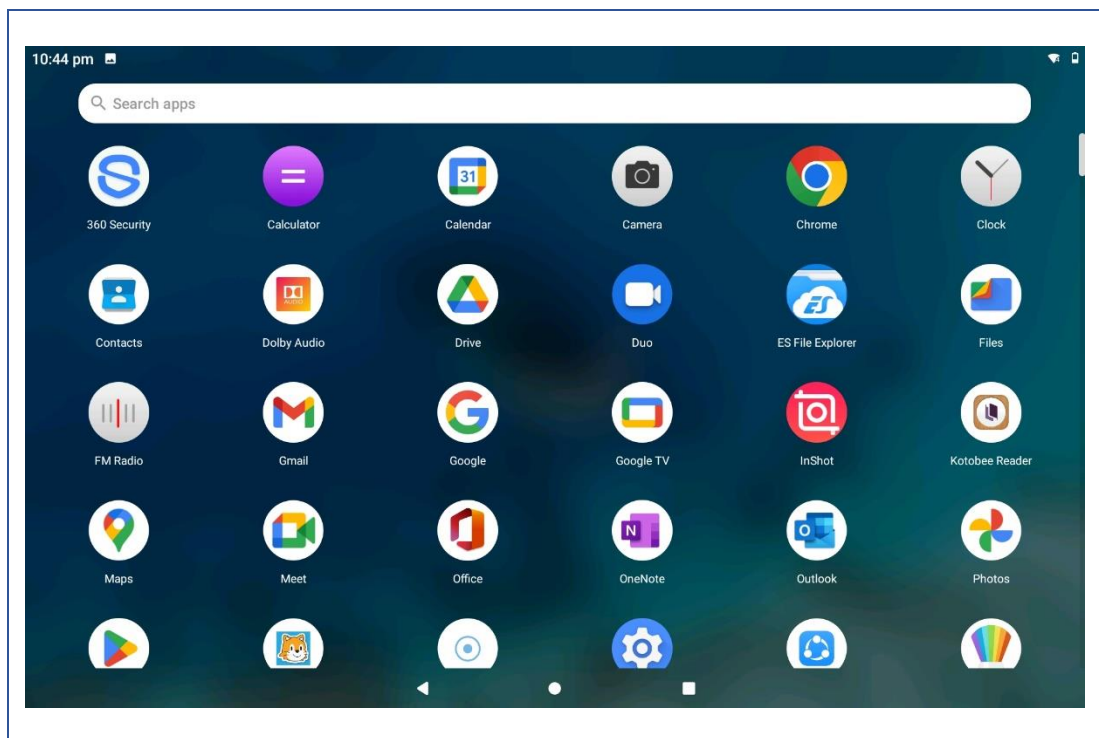 10:44 pm
Search apps
31
360 Security Calculator Calendar Camera Chrome Clock
AUDIO
ES
Contacts Dolby Audio Drive Duo ES File Explorer Files
FM Radio Gmail Google Google TV InShot Kotobee Reader
N
O
Maps Meet Office OneNote Outlook Photos